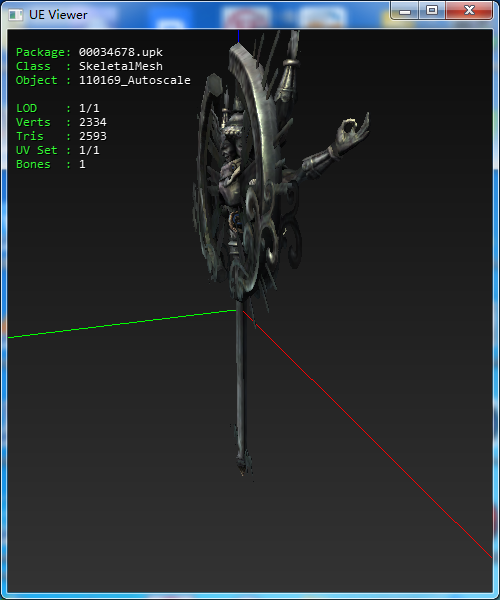 UE Viewer
Package: 00034678.upk
Class : SkeletalMesh
Object : 110169_Autoscale
LOD : 1/1
Verts : 2334
Tris : 2593
UV Set : 1/1
Bones : 1